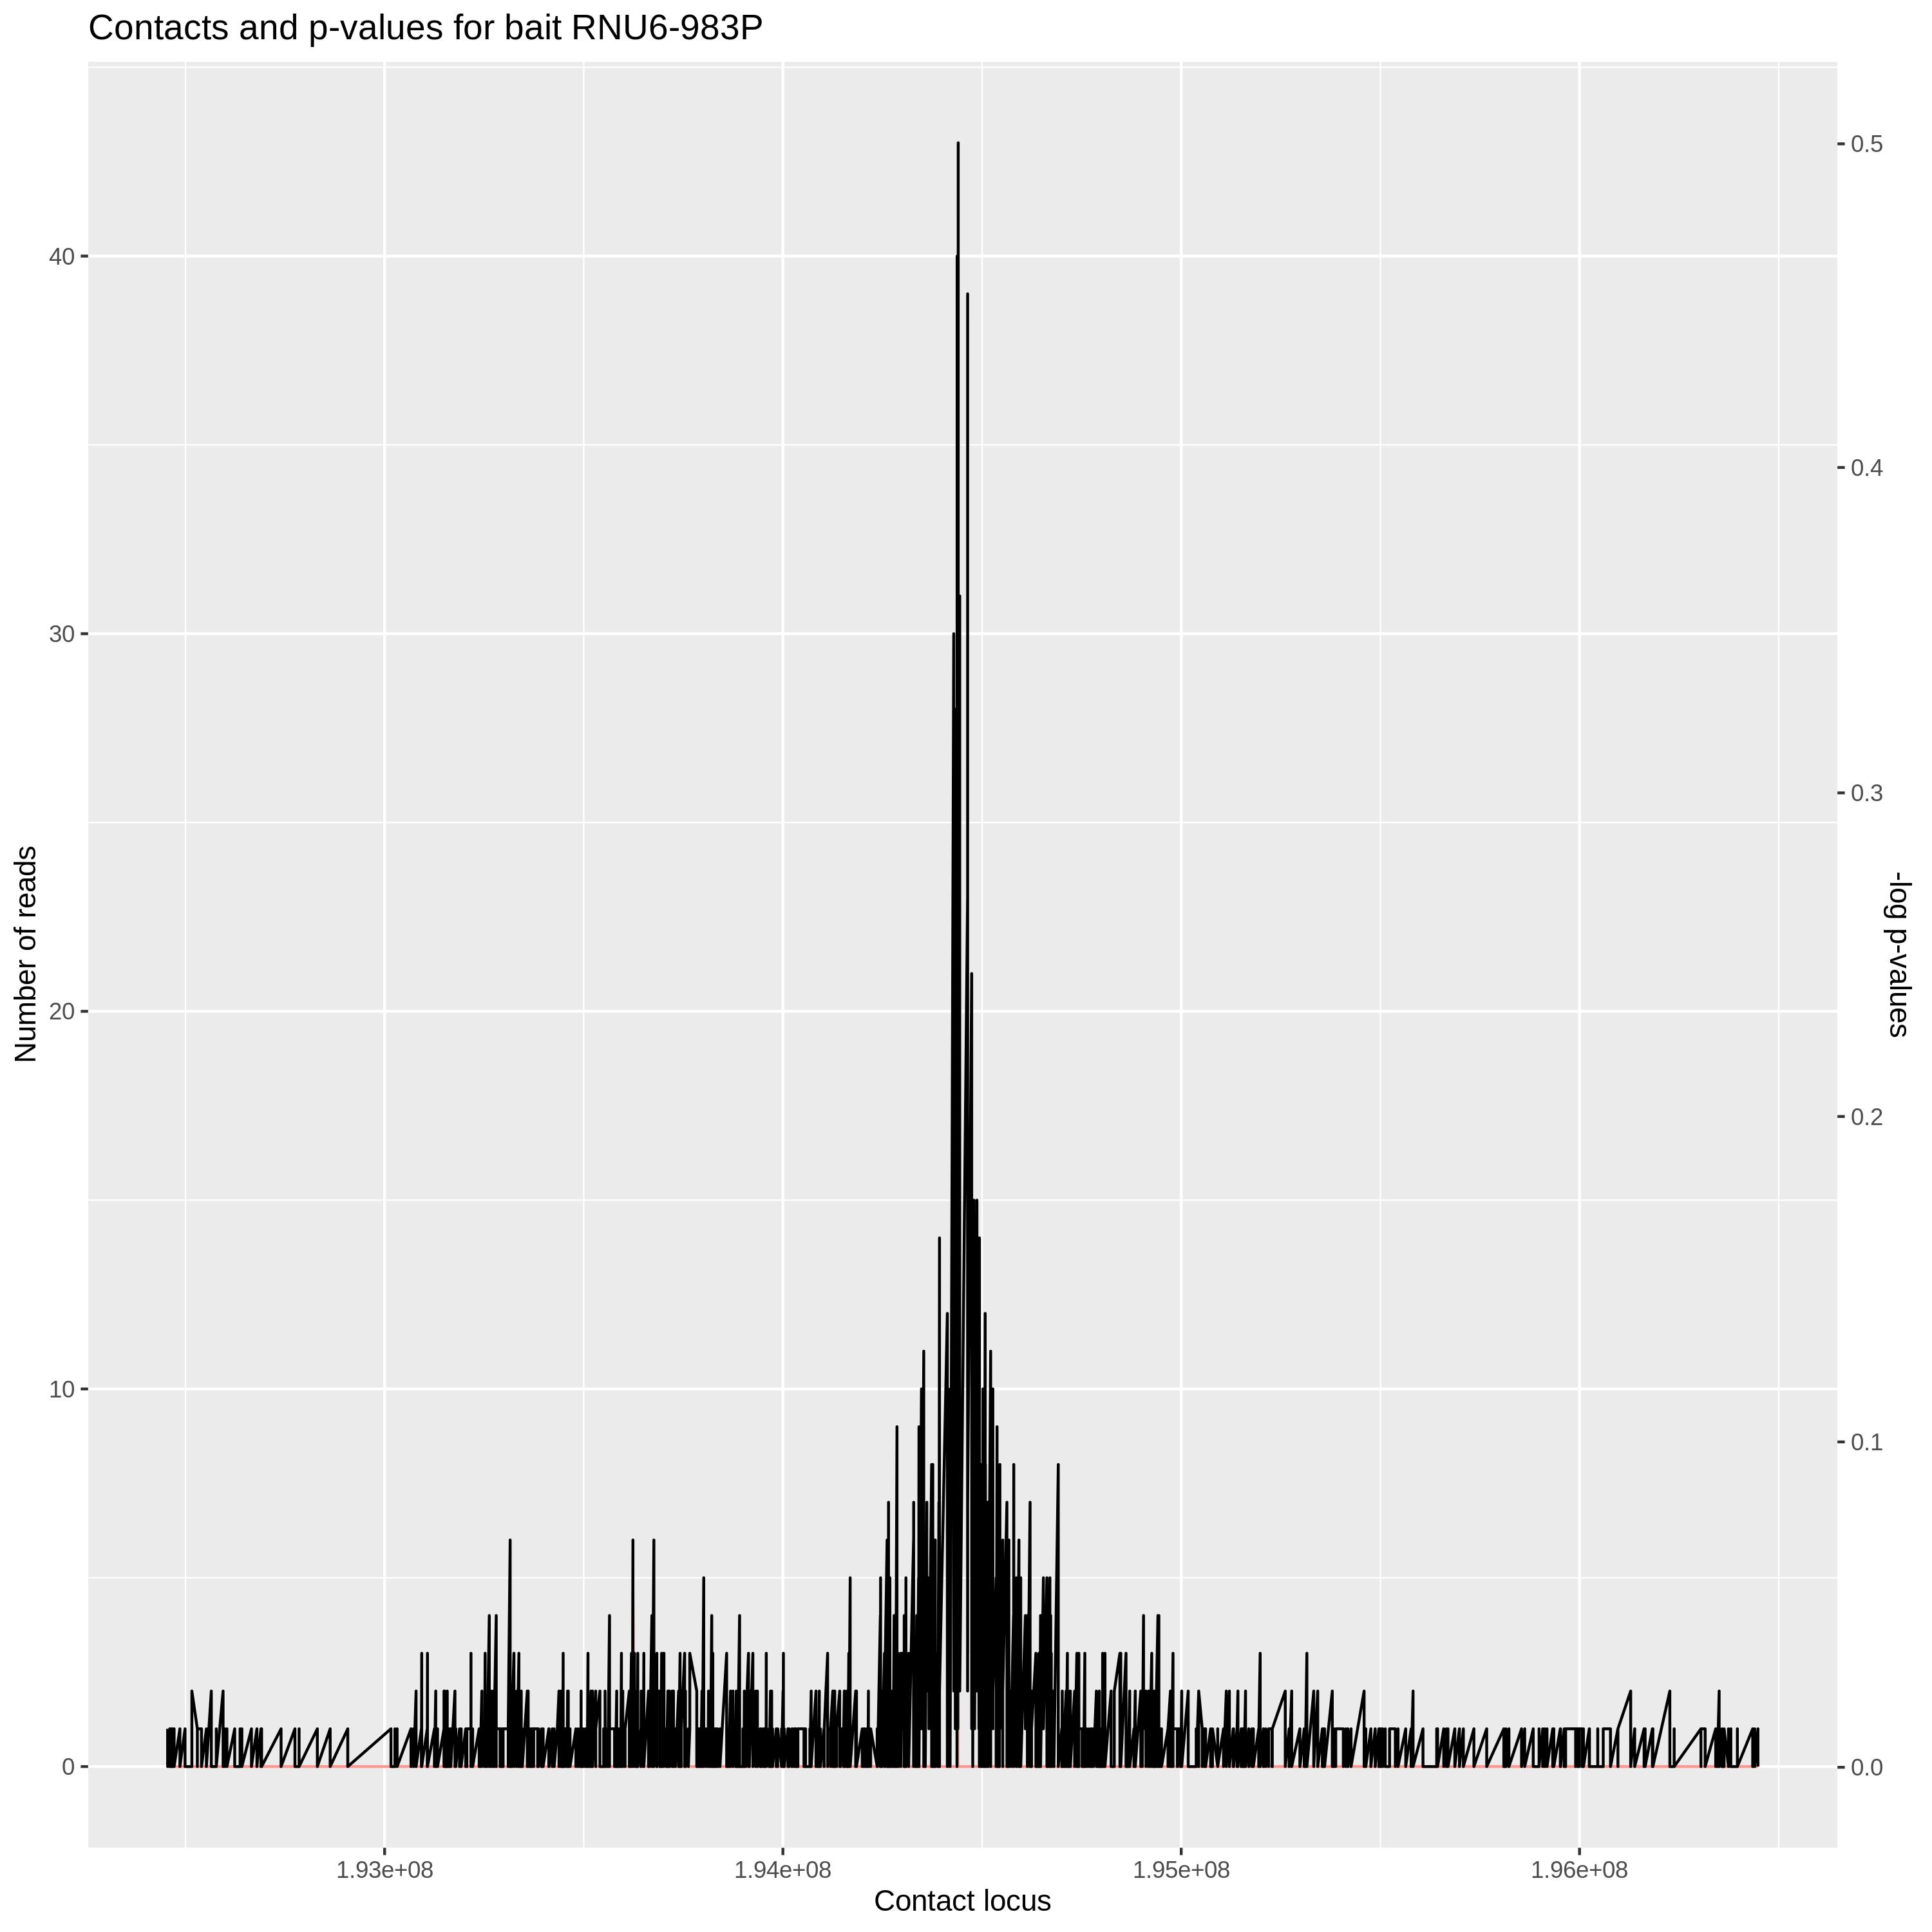 Contacts and p-values for bait RNU6-983P
Number of reads
40
30
20
10
0
0.5
0.4
0.3
0.2
0.1
0.0
-log p-values
1.93e+08
1.94e+08
1.95e+08
1.96e+08
Contact locus